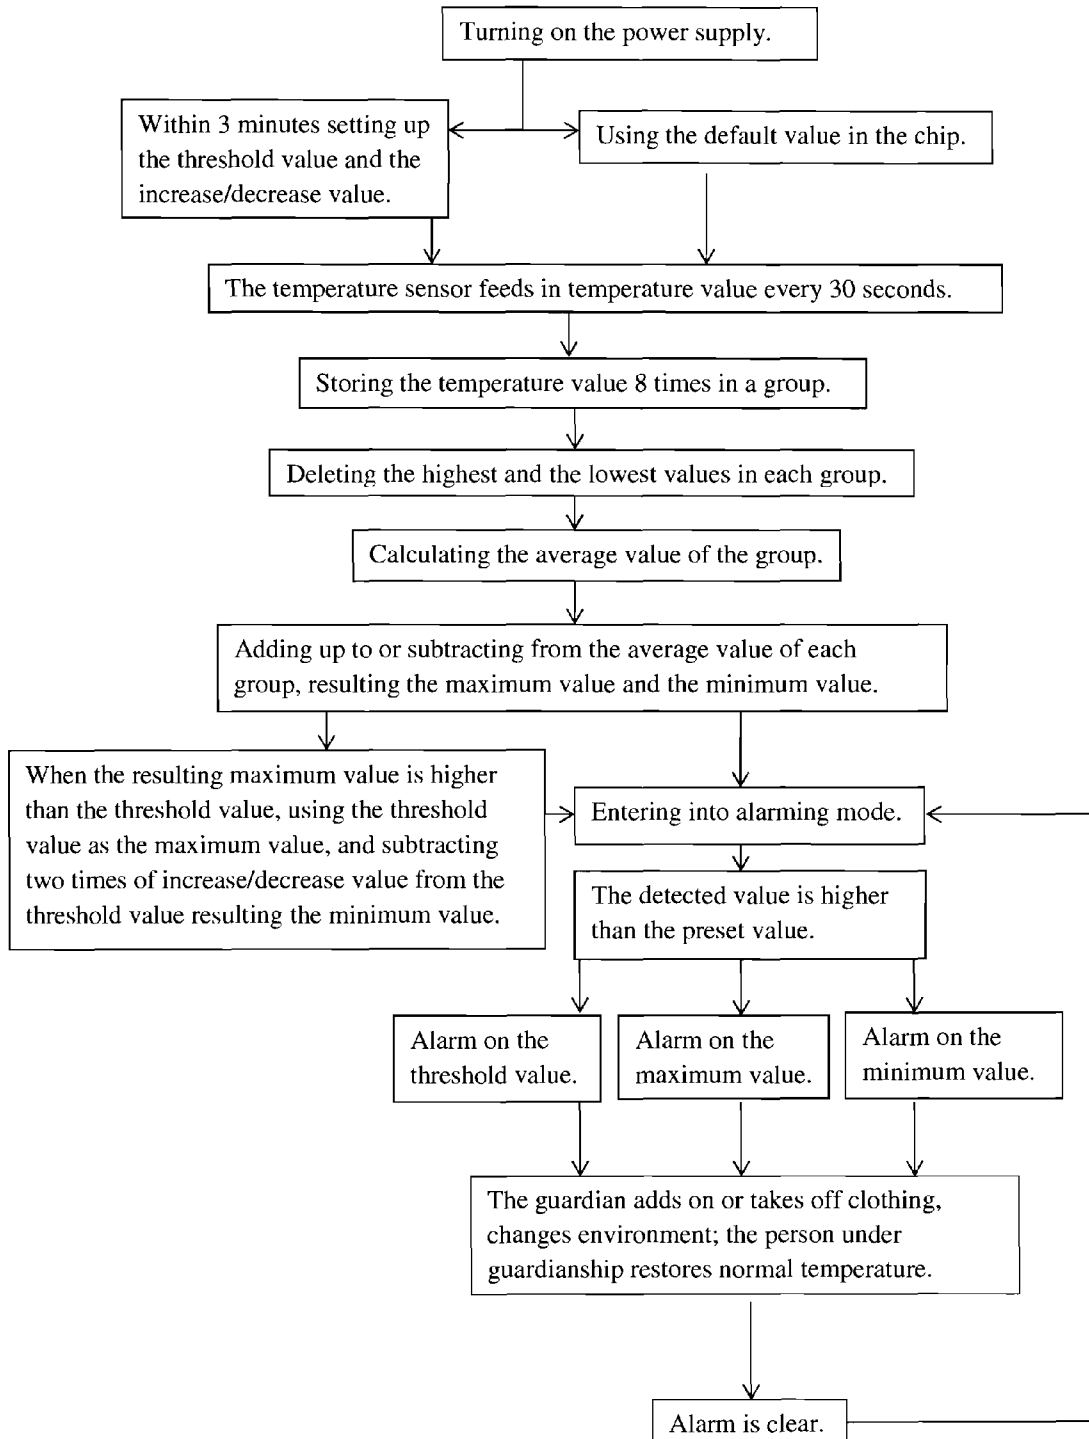 Turning on the power supply.
Within 3 minutes setting up
the threshold value and the
increase/decrease value.
Using the default value in the chip.
The temperature sensor feeds in temperature value every 30 seconds.
Storing the temperature value 8 times in a group.
Deleting the highest and the lowest values in each group.
Calculating the average value of the group.
Adding up to or subtracting from the average value of each
group, resulting the maximum value and the minimum value.
When the resulting maximum value is higher
than the threshold value, using the threshold
value as the maximum value, and subtracting
two times of increase/decrease value from the
threshold value resulting the minimum value.
Entering into alarming mode.
The detected value is higher
than the preset value.
Alarm on the
threshold value.
Alarm on the
maximum value.
Alarm on the
minimum value.
The guardian adds on or takes off clothing,
changes environment; the person under
guardianship restores normal temperature.
Alarm is clear.